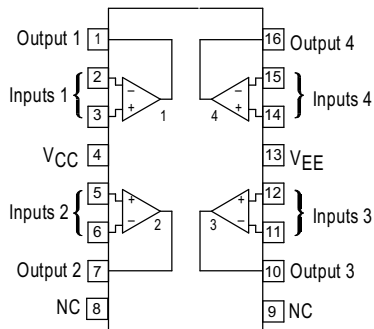 Output 1 1 16 Output 4
2 − − 15
Inputs 1 { } Inputs 4
3 + 1 4 + 14
VCC 4 13 VEE
5 + + 12
Inputs 2 { } Inputs 3
6 − 2 3 − 11
Output 2 7 10 Output 3
NC 8 9 NC